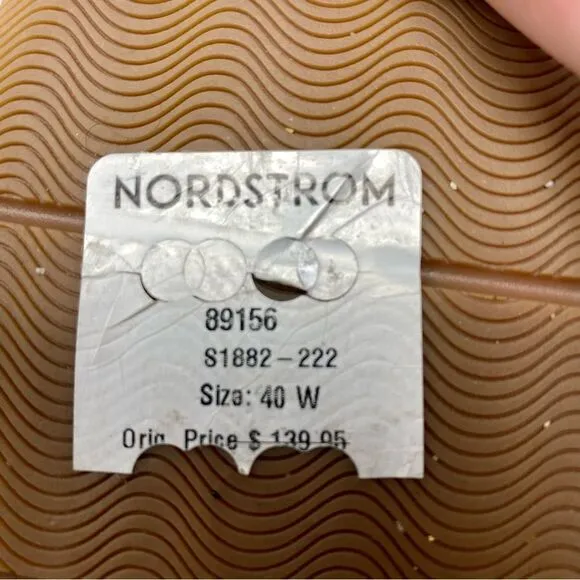 NORDSTROM
89156
S1882-222
Size: 40 W
Orig. Price $ 139.95